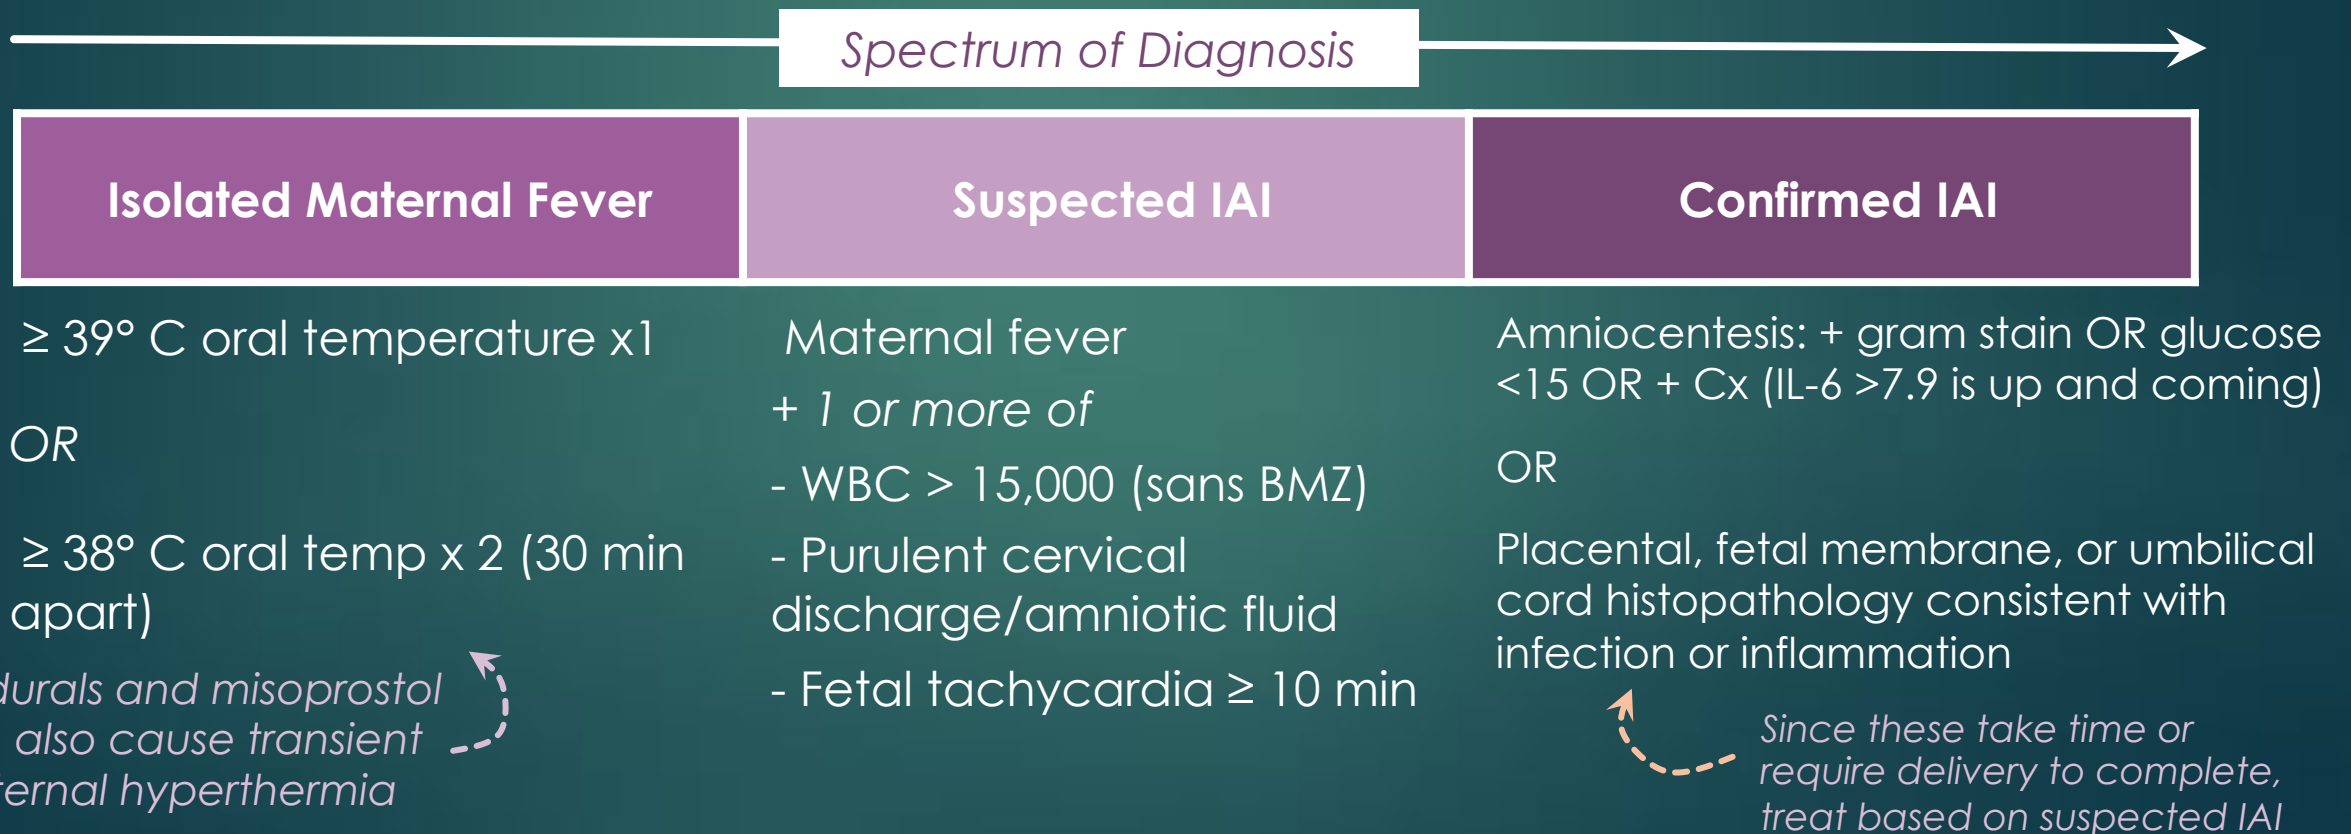 Spectrum of Diagnosis
Isolated Maternal Fever
Suspected IAI
Confirmed IAI
≥ 39° C oral temperature x1
OR
≥ 38° C oral temp x 2 (30 min
apart)
also cause transient
hyperthermia
and misoprostol
Maternal fever
+ 1 or more of
- WBC > 15,000 (sans BMZ)
- Purulent cervical
discharge/amniotic fluid
- Fetal tachycardia ≥ 10 min
Amniocentesis: + gram stain OR glucose
<15 OR + Cx (IL-6 >7.9 is up and coming)
OR
Placental, fetal membrane, or umbilical
cord histopathology consistent with
infection or inflammation
Since these take time or
require delivery to complete,
treat based on suspected IAI